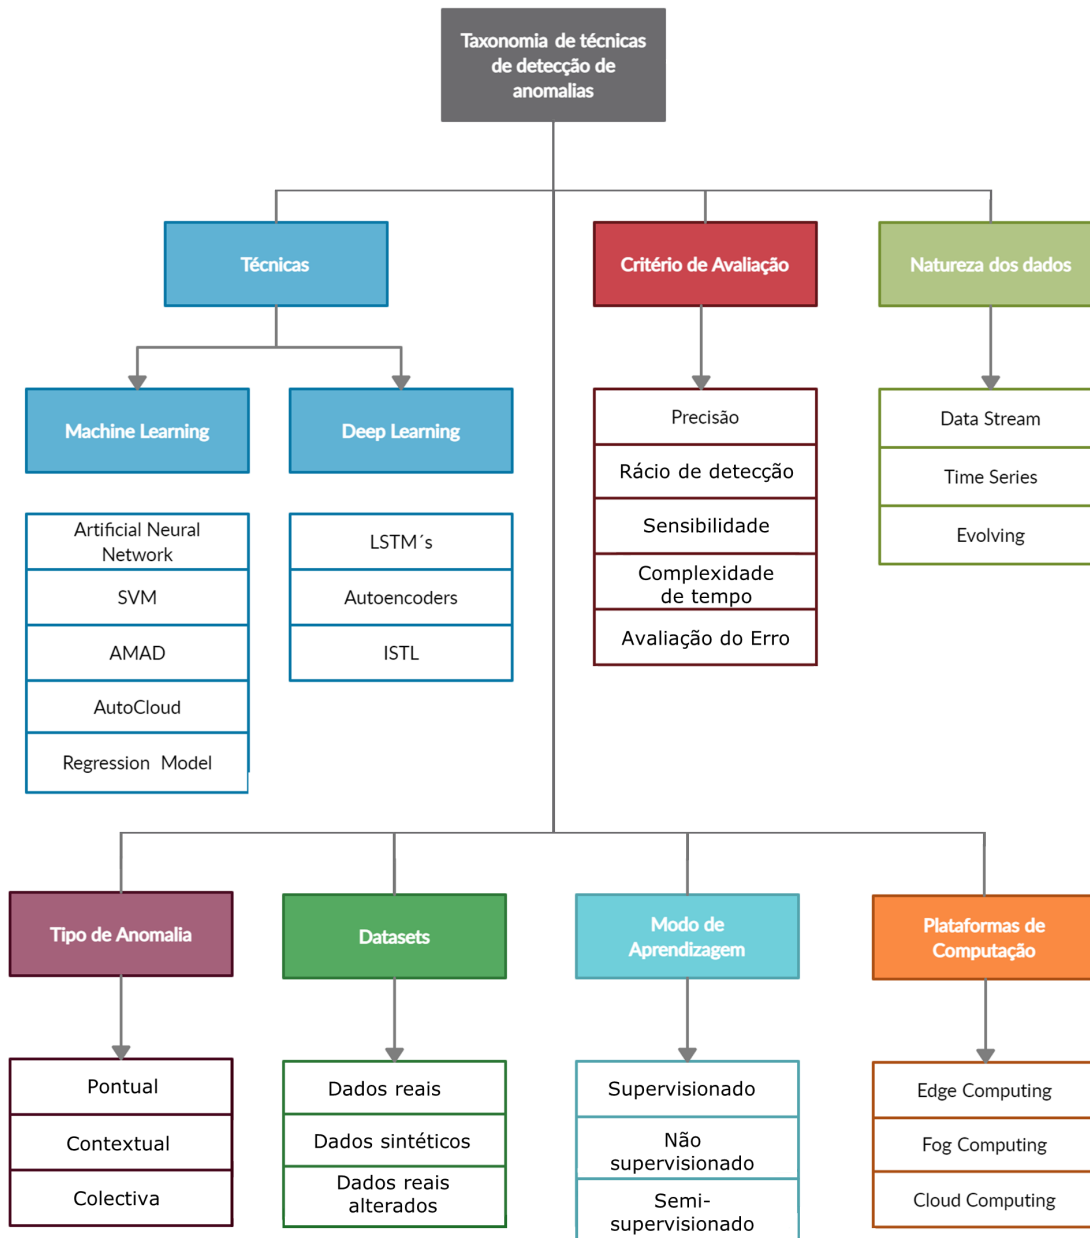 Taxonomia de técnicas
de detecção de
anomalias
Técnicas
Critério de Avaliação
Natureza dos dados
Machine Learning
Deep Learning
Artificial Neural
Network
SVM
AMAD
AutoCloud
Regression Model
LSTM´s
Autoencoders
ISTL
Precisão
Rácio de detecção
Sensibilidade
Complexidade
de tempo
Avaliação do Erro
Data Stream
Time Series
Evolving
Tipo de Anomalia
Datasets
Modo de
Aprendizagem
Plataformas de
Computação
Pontual
Contextual
Colectiva
Dados reais
Dados sintéticos
Dados reais
alterados
Supervisionado
Não
supervisionado
Semi-
supervisionado
Edge Computing
Fog Computing
Cloud Computing